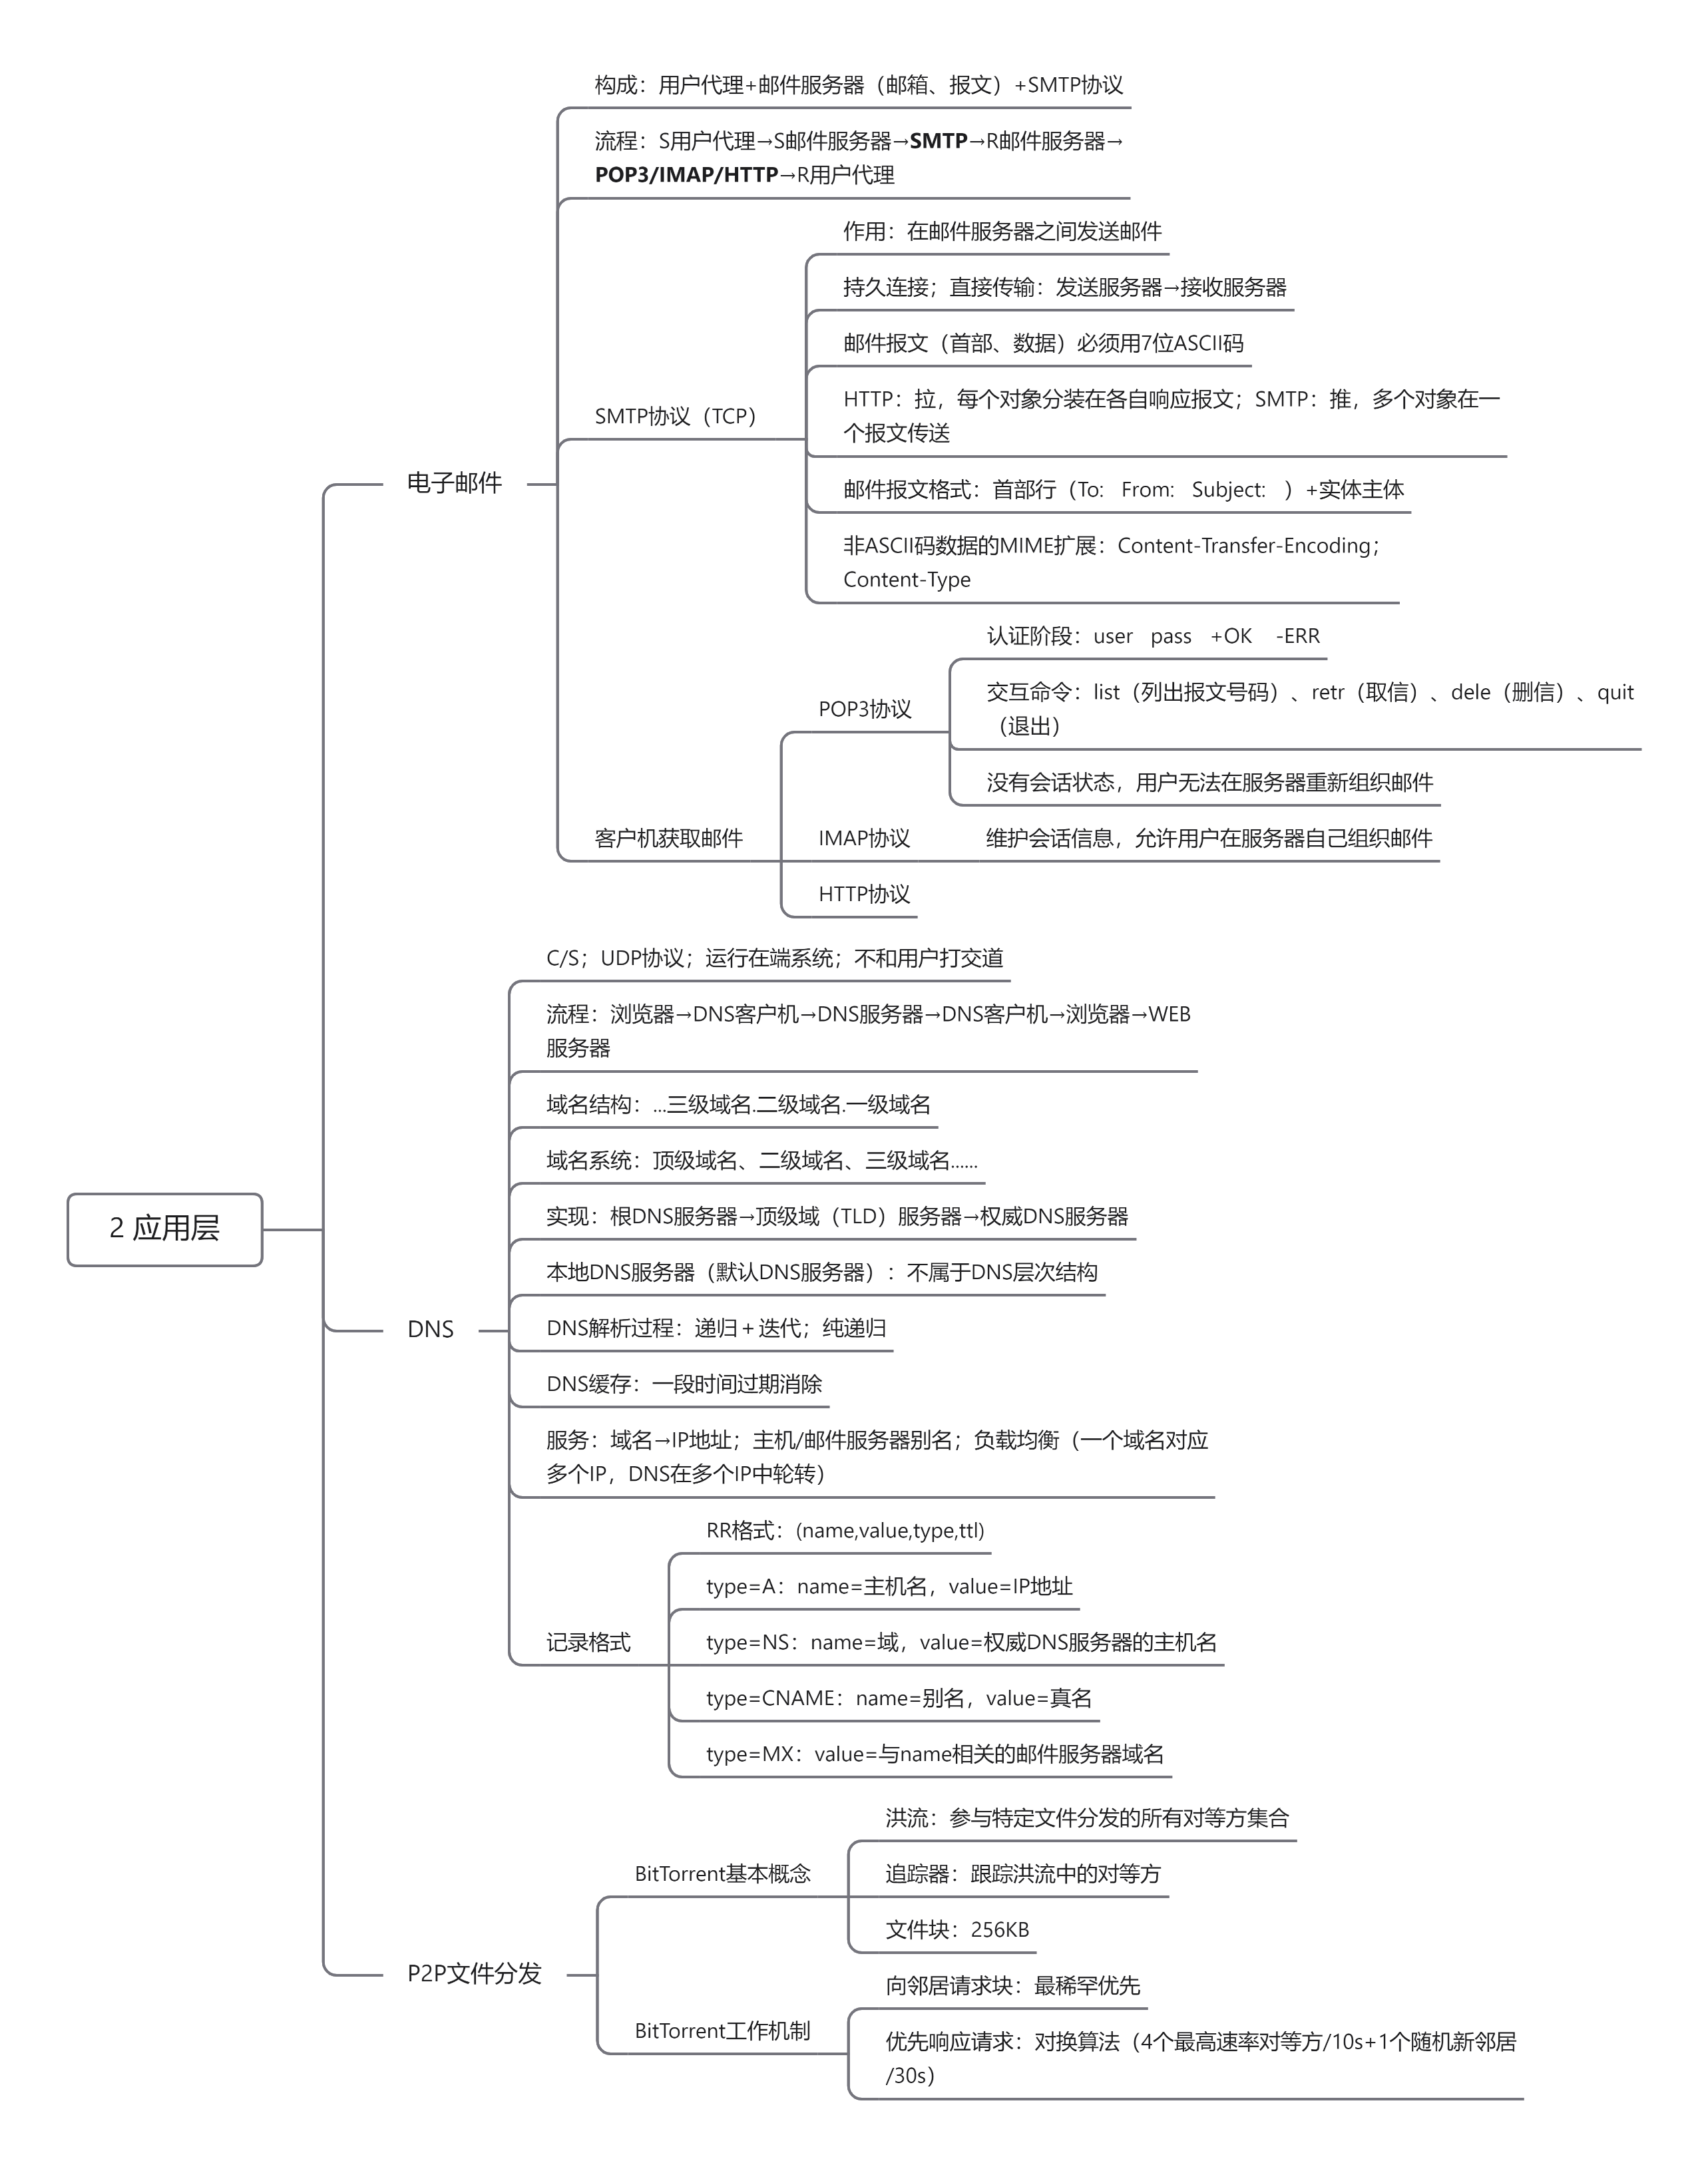 构成：用户代理+邮件服务器（邮箱、报文）+SMTP协议
流程：S用户代理→S邮件服务器→SMTP→R邮件服务器→
POP3/IMAP/HTTP→R用户代理
作用：在邮件服务器之间发送邮件
持久连接；直接传输：发送服务器→接收服务器
邮件报文（首部、数据）必须用7位ASCII码
SMTP协议（TCP）
HTTP：拉，每个对象分装在各自响应报文；SMTP：推，多个对象在一
个报文传送
电子邮件
邮件报文格式：首部行（To: From: Subject: ）+实体主体
非ASCII码数据的MIME扩展：Content-Transfer-Encoding；
Content-Type
认证阶段：user pass +OK -ERR
POP3协议
交互命令：list（列出报文号码）、retr（取信）、dele（删信）、quit
（退出）
没有会话状态，用户无法在服务器重新组织邮件
客户机获取邮件
IMAP协议
维护会话信息，允许用户在服务器自己组织邮件
HTTP协议
C/S；UDP协议；运行在端系统；不和用户打交道
流程：浏览器→DNS客户机→DNS服务器→DNS客户机→浏览器→WEB
服务器
域名结构：...三级域名.二级域名.一级域名
域名系统：顶级域名、二级域名、三级域名......
2 应用层
实现：根DNS服务器→顶级域（TLD）服务器→权威DNS服务器
本地DNS服务器（默认DNS服务器）：不属于DNS层次结构
DNS
DNS解析过程：递归＋迭代；纯递归
DNS缓存：一段时间过期消除
服务：域名→IP地址；主机/邮件服务器别名；负载均衡（一个域名对应
多个IP，DNS在多个IP中轮转）
RR格式：(name,value,type,ttl)
type=A：name=主机名，value=IP地址
记录格式
type=NS：name=域，value=权威DNS服务器的主机名
type=CNAME：name=别名，value=真名
type=MX：value=与name相关的邮件服务器域名
洪流：参与特定文件分发的所有对等方集合
BitTorrent基本概念
追踪器：跟踪洪流中的对等方
文件块：256KB
P2P文件分发
向邻居请求块：最稀罕优先
BitTorrent工作机制
优先响应请求：对换算法（4个最高速率对等方/10s+1个随机新邻居
/30s）